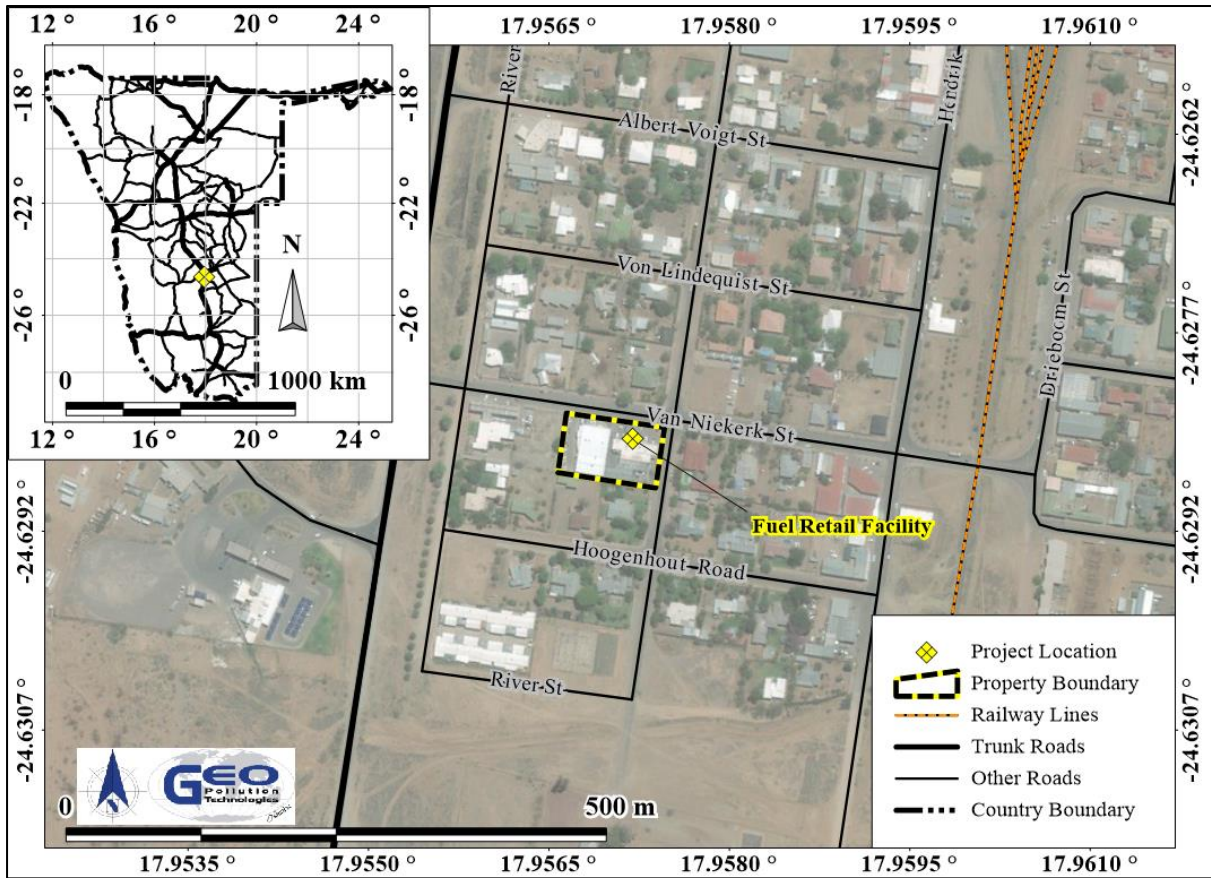 17.9565 °
17.9580 °
17.9595 °
17.9610 °
12 °
16 °
20 °
24 °
-18 °
-22 °
-26 °
-18 °
-22 °
-26 °
N
0
1000 km
12 °
16 °
20 °
24 °
River
Hendrik
Albert Voigt St
Von Lindequist St
Drieboom St
Van Niekerk St
Fuel Retail Facility
Hoogenhout Road
River St
-24.6262 °
-24.6277 °
-24.6292 °
-24.6307 °
-24.6292 °
-24.6307 °
Project Location
Property Boundary
Railway Lines
Trunk Roads
Other Roads
Country Boundary
GEO
Pollution
Technologies
0
500 m
17.9535 °
17.9550 °
17.9565 °
17.9580 °
17.9595 °
17.9610 °